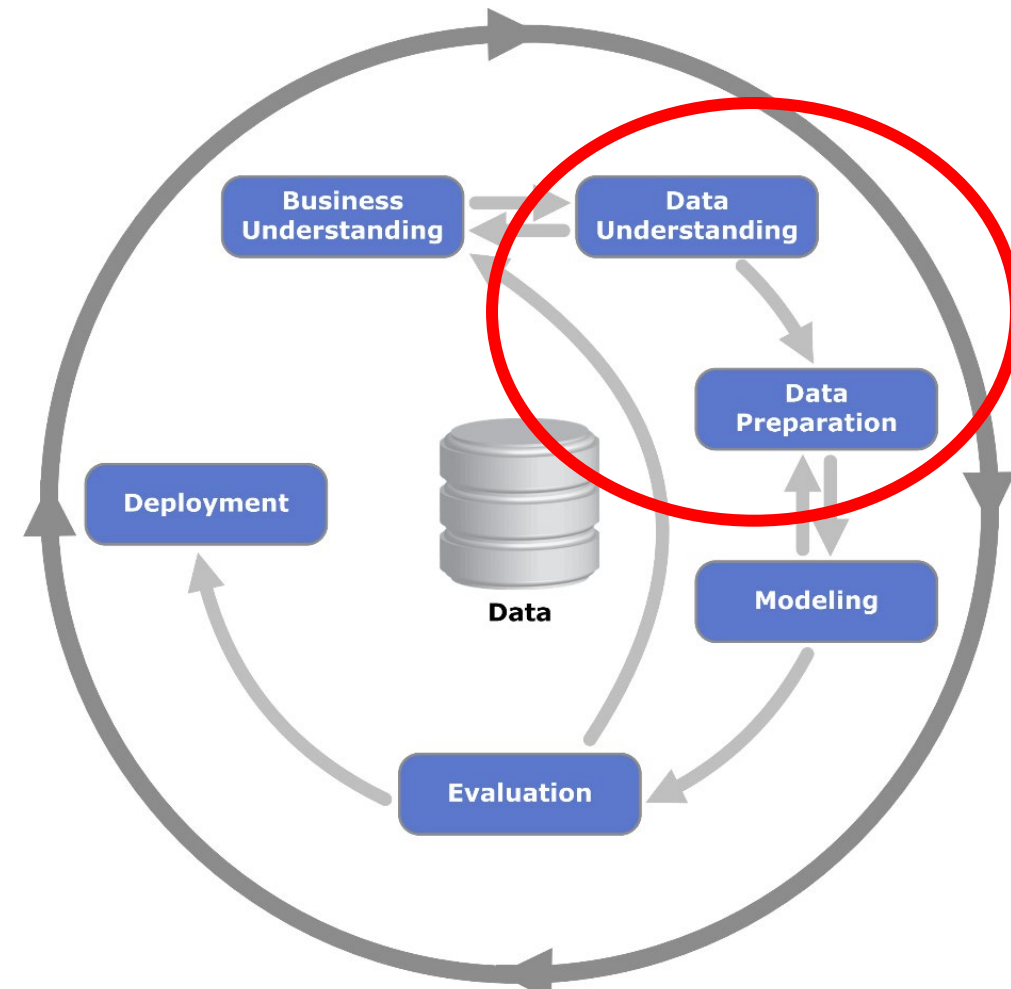 Business
Understanding
Data
Understanding
Data
Preparation
Deployment
Modeling
Data
Evaluation